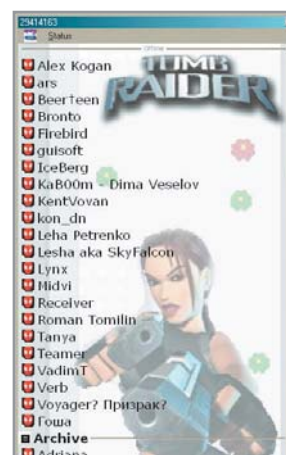 29414163
Status
Offline
TOMB
RAIDER
Alex Kogan
ars
Beerteen
Bronto
Firebird
guisoft
IceBerg
KaB00m - Dima Veselov
KentVovan
kon_dn
Leha Petrenko
Lesha aka SkyFalcon
Lynx
Midvi
Receiver
Roman Tomilin
Tanya
Teamer
VadimT
Verb
Voyager? Призрак?
Гоша
Archive
Adriana